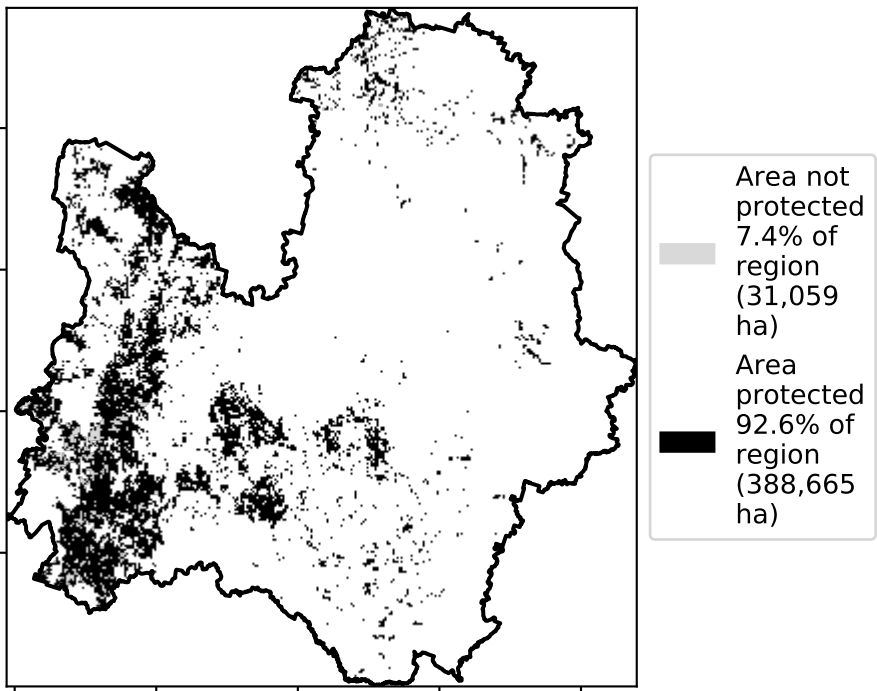 Area not
protected
7.4% of
region
(31,059
ha)
Area
protected
92.6% of
region
(388,665
ha)